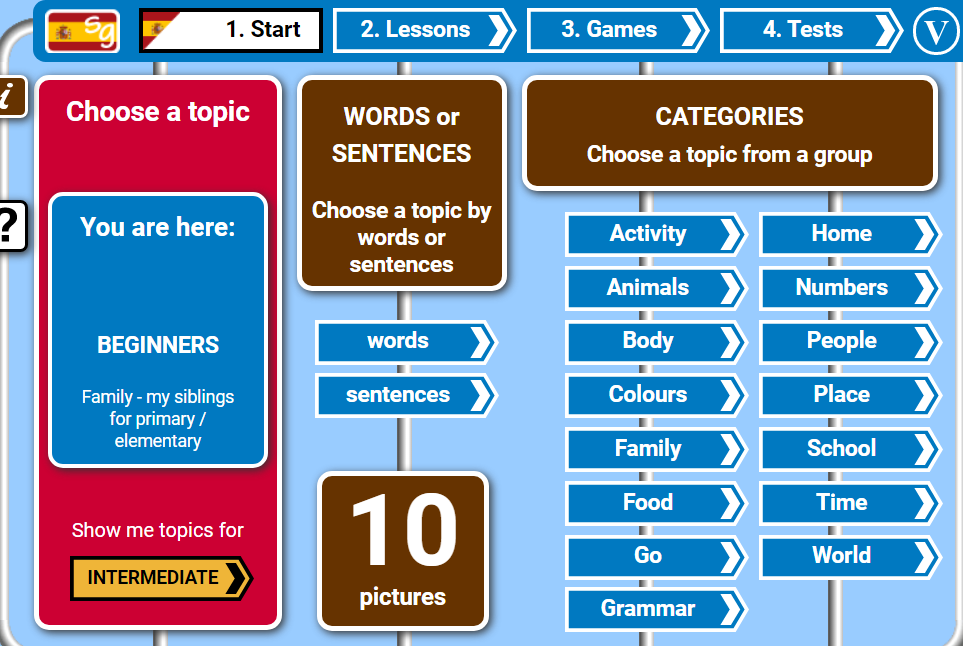 Sg
1. Start
2. Lessons
3. Games
4. Tests
V
i
?
Choose a topic
You are here:
BEGINNERS
Family - my siblings
for primary /
elementary
Show me topics for
INTERMEDIATE
WORDS or
SENTENCES
Choose a topic by
words or
sentences
words
sentences
10
pictures
CATEGORIES
Choose a topic from a group
Activity
Animals
Body
Colours
Family
Food
Go
Grammar
Home
Numbers
People
Place
School
Time
World